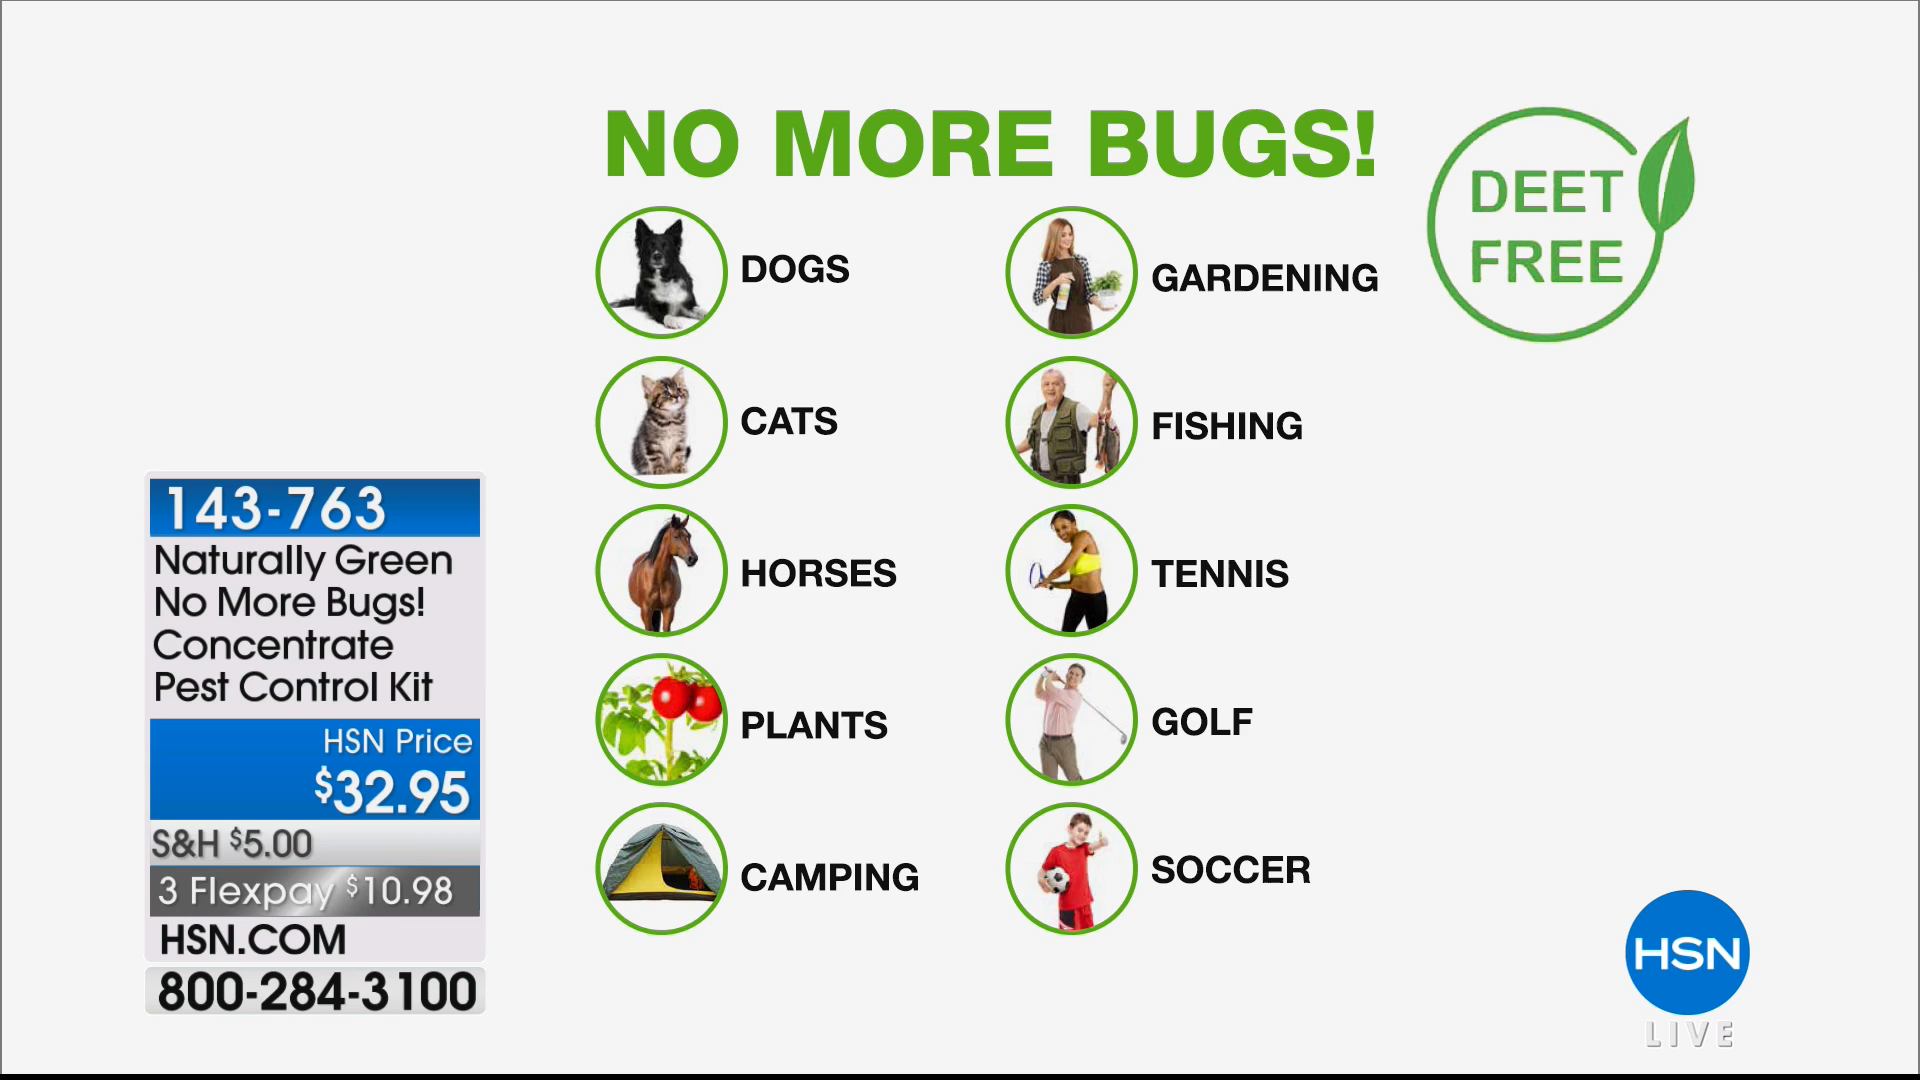 NO MORE BUGS!
DEET
FREE
DOGS
GARDENING
CATS
FISHING
HORSES
TENNIS
PLANTS
GOLF
CAMPING
SOCCER
143-763
Naturally Green
No More Bugs!
Concentrate
Pest Control Kit
HSN Price
$32.95
S&H $5.00
3 Flexpay $10.98
HSN.COM
800-284-3100
HSN
LIVE